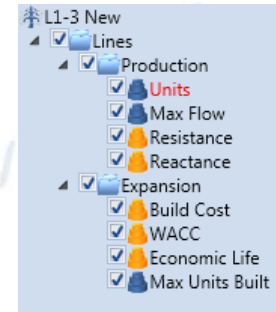 L1-3 New
Lines
Production
Units
Max Flow
Resistance
Reactance
Expansion
Build Cost
WACC
Economic Life
Max Units Built